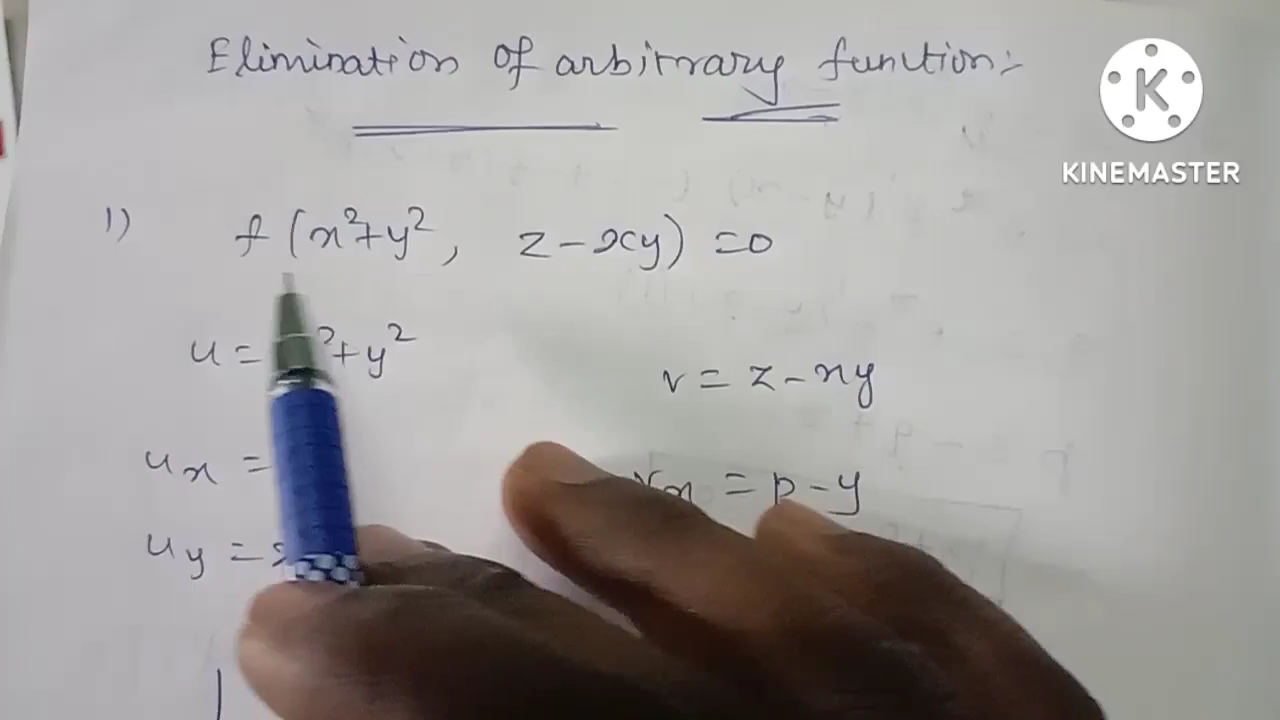 Elimination of arbitrary function:-
K
KINEMASTER
1) f(x²+y², z-xy) =0
u = ²+y²
v = z-xy
ux =
= p-y
uy =